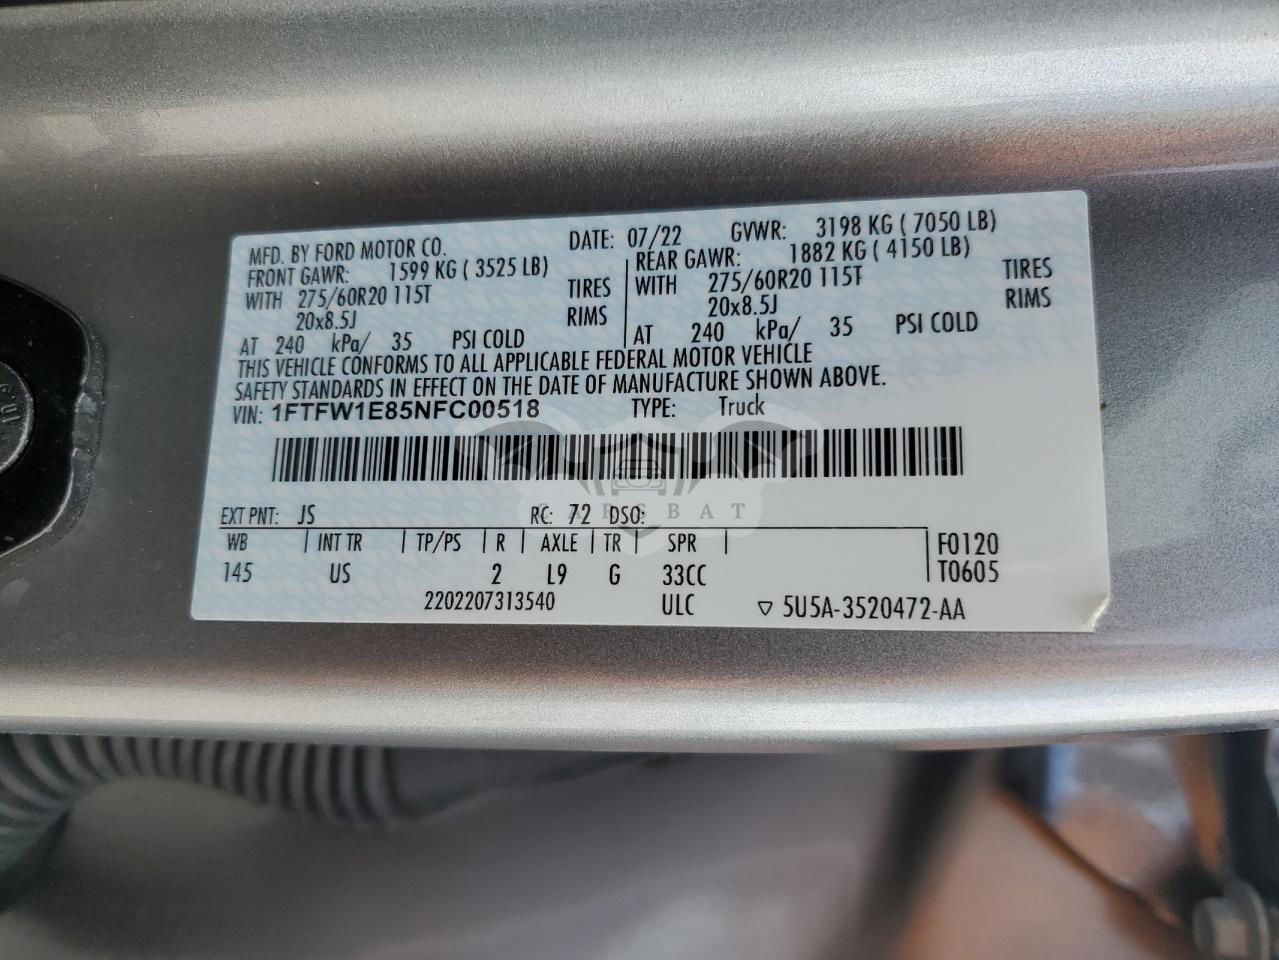 MFD. BY FORD MOTOR CO. DATE: 07/22 GVWR: 3198 KG ( 7050 LB)
FRONT GAWR: 1599 KG ( 3525 LB) REAR GAWR: 1882 KG ( 4150 LB)
WITH 275/60R20 115T TIRES WITH 275/60R20 115T TIRES
20x8.5J RIMS 20x8.5J RIMS
AT 240 kPa/ 35 PSI COLD AT 240 kPa/ 35 PSI COLD
THIS VEHICLE CONFORMS TO ALL APPLICABLE FEDERAL MOTOR VEHICLE
SAFETY STANDARDS IN EFFECT ON THE DATE OF MANUFACTURE SHOWN ABOVE.
VIN: 1FTFW1E85NFC00518 TYPE: Truck
EXT PNT: JS RC: 72 DSO:
WB INT TR TP/PS R AXLE TR SPR F0120
145 US 2 L9 G 33CC T0605
2202207313540 ULC ▽ 5U5A-3520472-AA